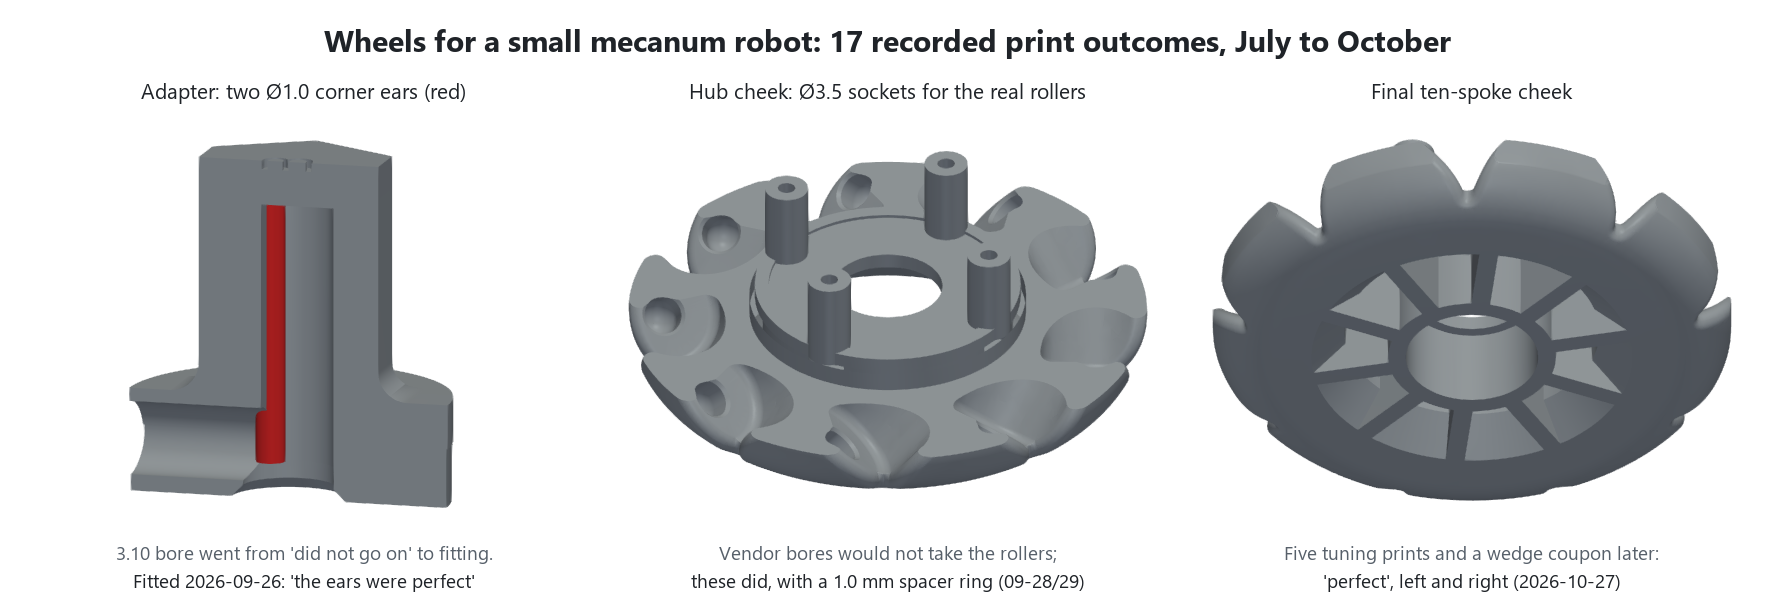 Wheels for a small mecanum robot: 17 recorded print outcomes, July to October
Adapter: two Ø1.0 corner ears (red)
Hub cheek: Ø3.5 sockets for the real rollers
Final ten-spoke cheek
3.10 bore went from 'did not go on' to fitting.
Fitted 2026-09-26: 'the ears were perfect'
Vendor bores would not take the rollers;
these did, with a 1.0 mm spacer ring (09-28/29)
Five tuning prints and a wedge coupon later:
'perfect', left and right (2026-10-27)